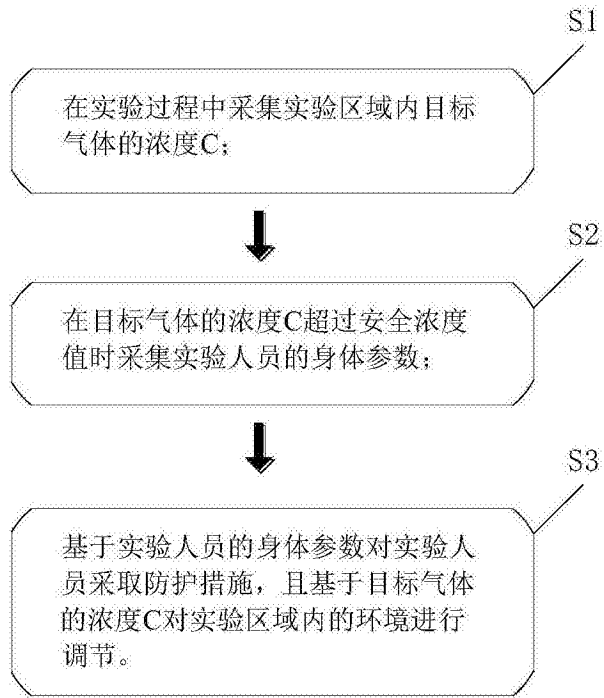 S1
在实验过程中采集实验区域内目标
气体的浓度C；
S2
在目标气体的浓度C超过安全浓度
值时采集实验人员的身体参数；
S3
基于实验人员的身体参数对实验人
员采取防护措施，且基于目标气体
的浓度C对实验区域内的环境进行
调节。